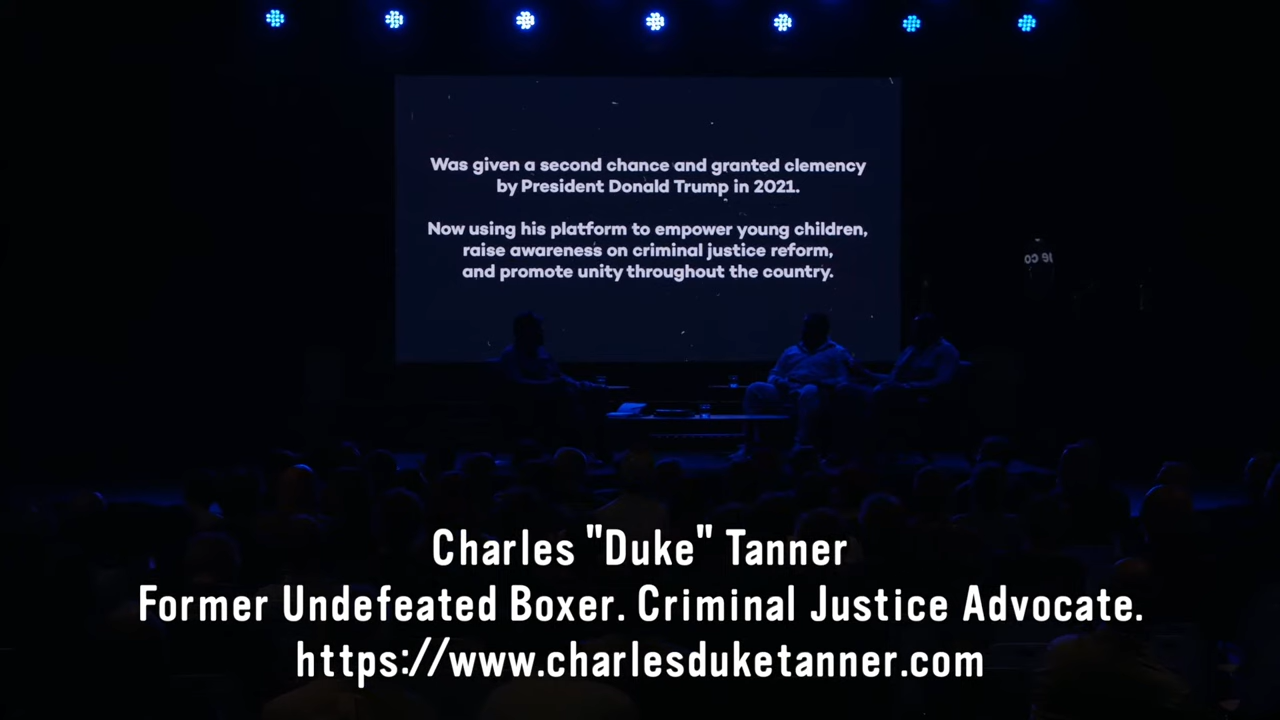 Was given a second chance and granted clemency
by President Donald Trump in 2021.
Now using his platform to empower young children,
raise awareness on criminal justice reform,
and promote unity throughout the country.
Charles "Duke" Tanner
Former Undefeated Boxer. Criminal Justice Advocate.
https://www.charlesduketanner.com